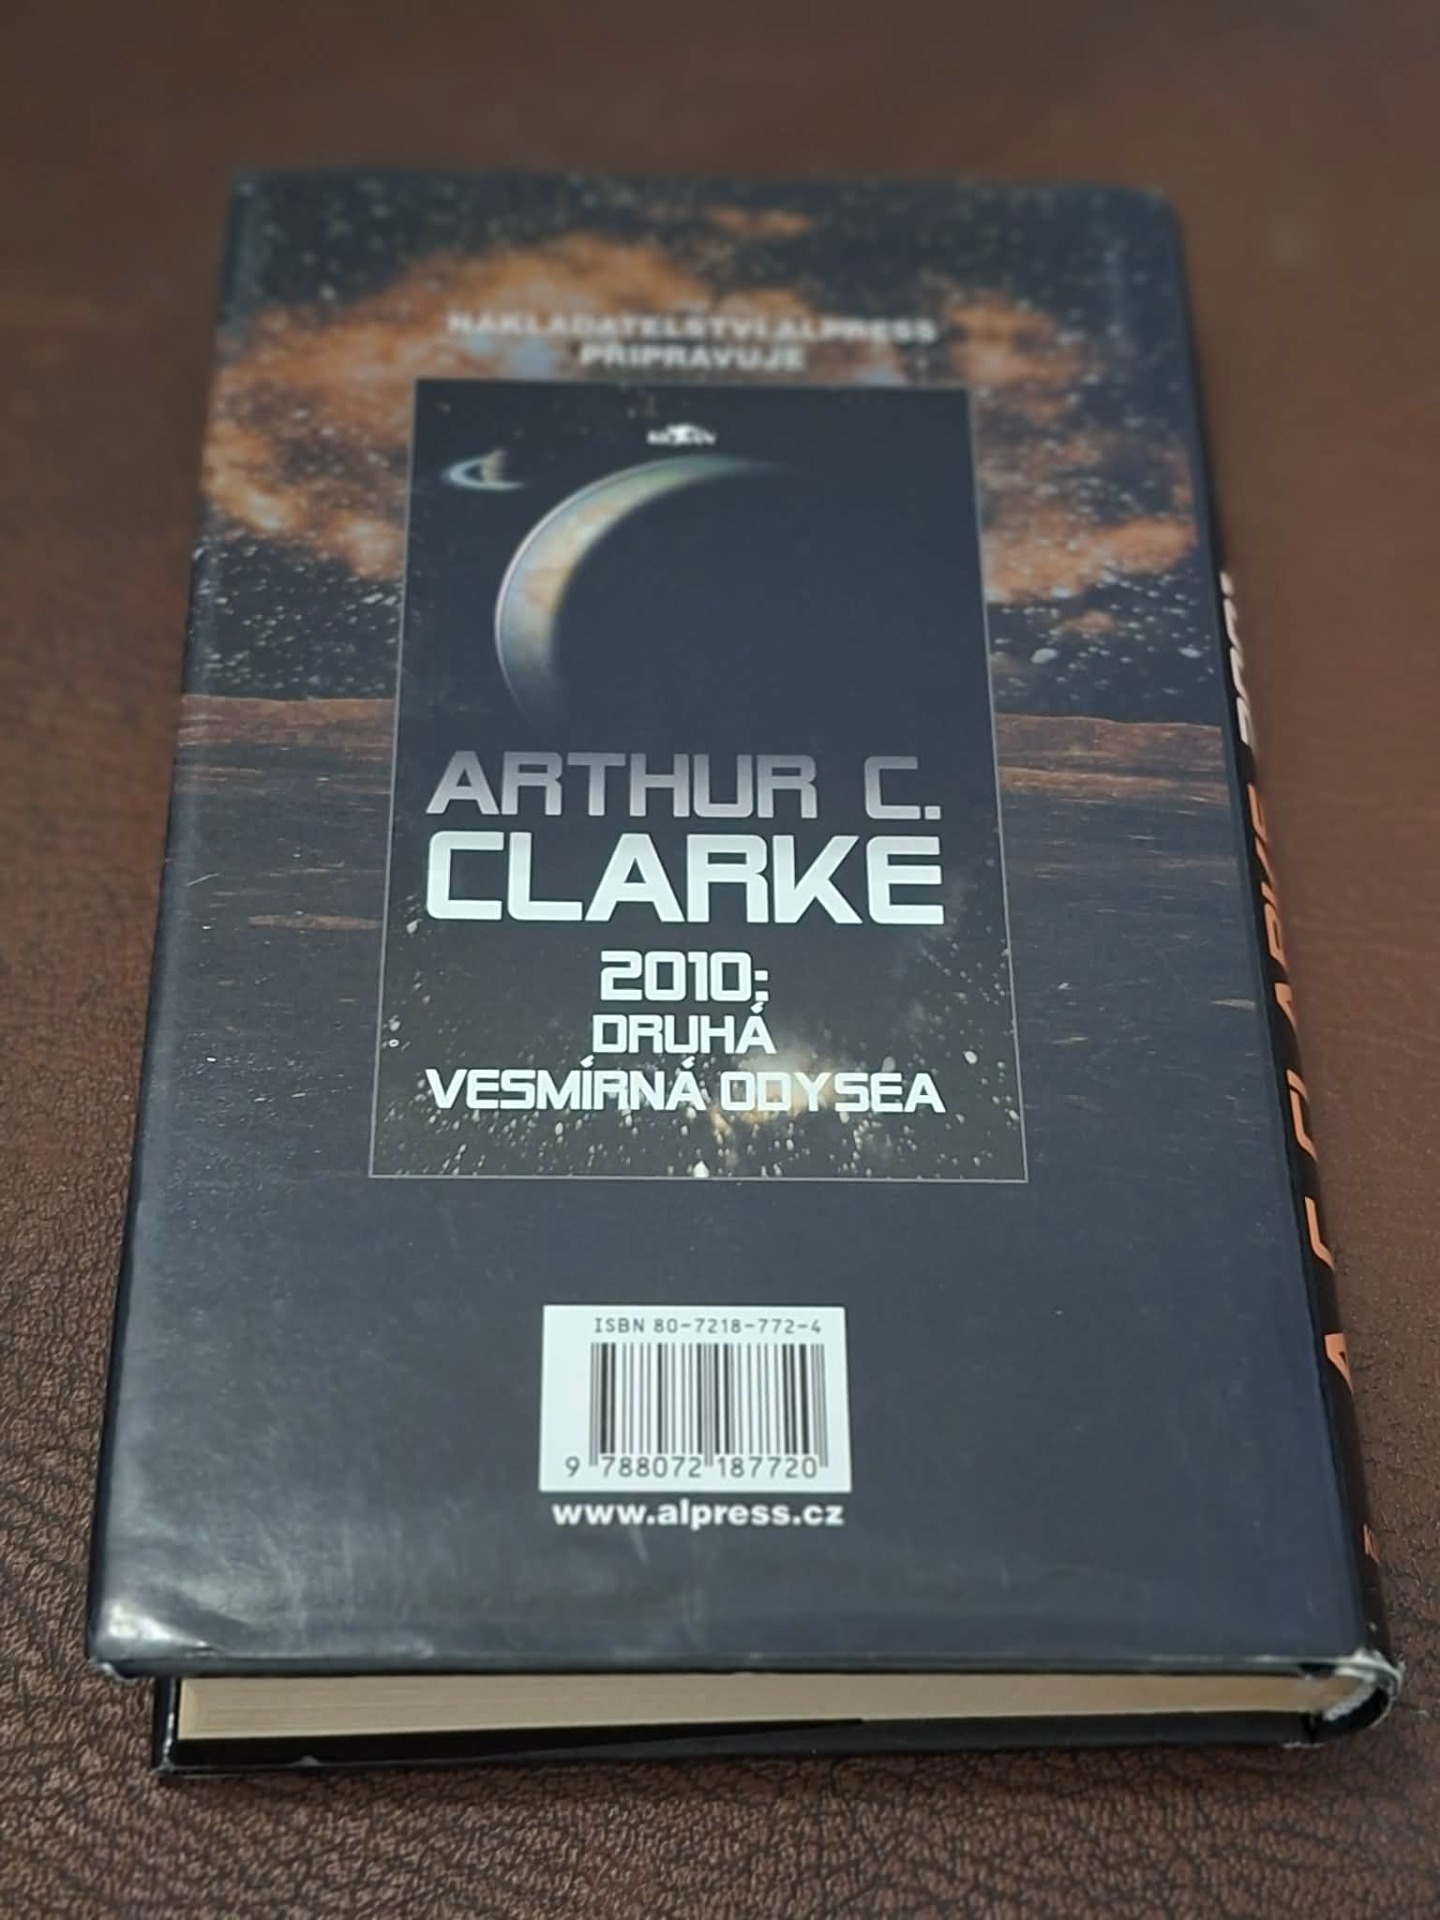 NAKLADATELSTVÍ ALPRESS
PŘIPRAVUJE
ARTHUR C.
CLARKE
2010:
DRUHÁ
VESMÍRNÁ ODYSEA
ISBN 80-7218-772-4
9 788072 187720
www.alpress.cz
A. C. CLARKE